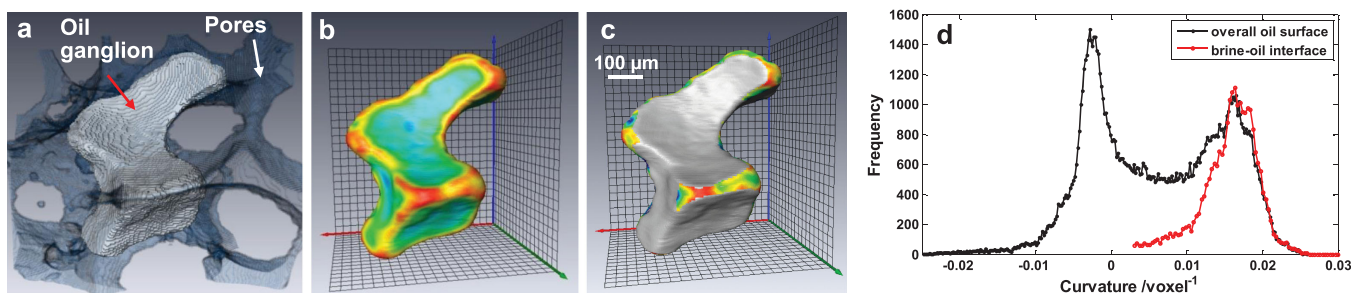 a
Oil
ganglion
Pores
b
c
100 µm
d
overall oil surface
brine-oil interface
Frequency
1600
1400
1200
1000
800
600
400
200
0
-0.02
-0.01
0
0.01
0.02
0.03
Curvature /voxel⁻¹